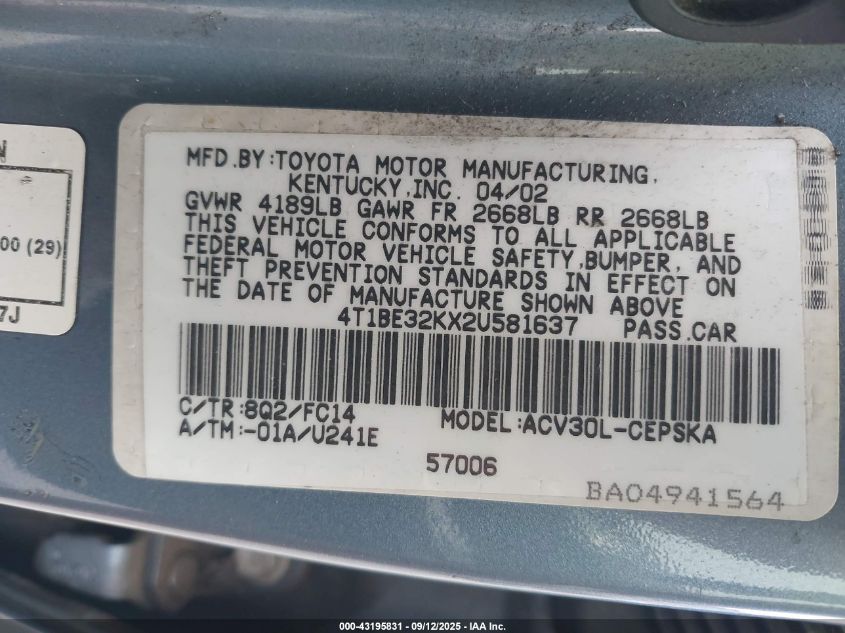 N
00 (29)
7J
MFD.BY:TOYOTA MOTOR MANUFACTURING,
KENTUCKY,INC. 04/02
GVWR 4189LB GAWR FR 2668LB RR 2668LB
THIS VEHICLE CONFORMS TO ALL APPLICABLE
FEDERAL MOTOR VEHICLE SAFETY,BUMPER, AND
THEFT PREVENTION STANDARDS IN EFFECT ON
THE DATE OF MANUFACTURE SHOWN ABOVE
4T1BE32KX2U581637 PASS.CAR
C/TR:8Q2/FC14 MODEL:ACV30L-CEPSKA
A/TM:-01A/U241E
57006
BA04941564
000-43195831 - 09/12/2025 - IAA Inc.